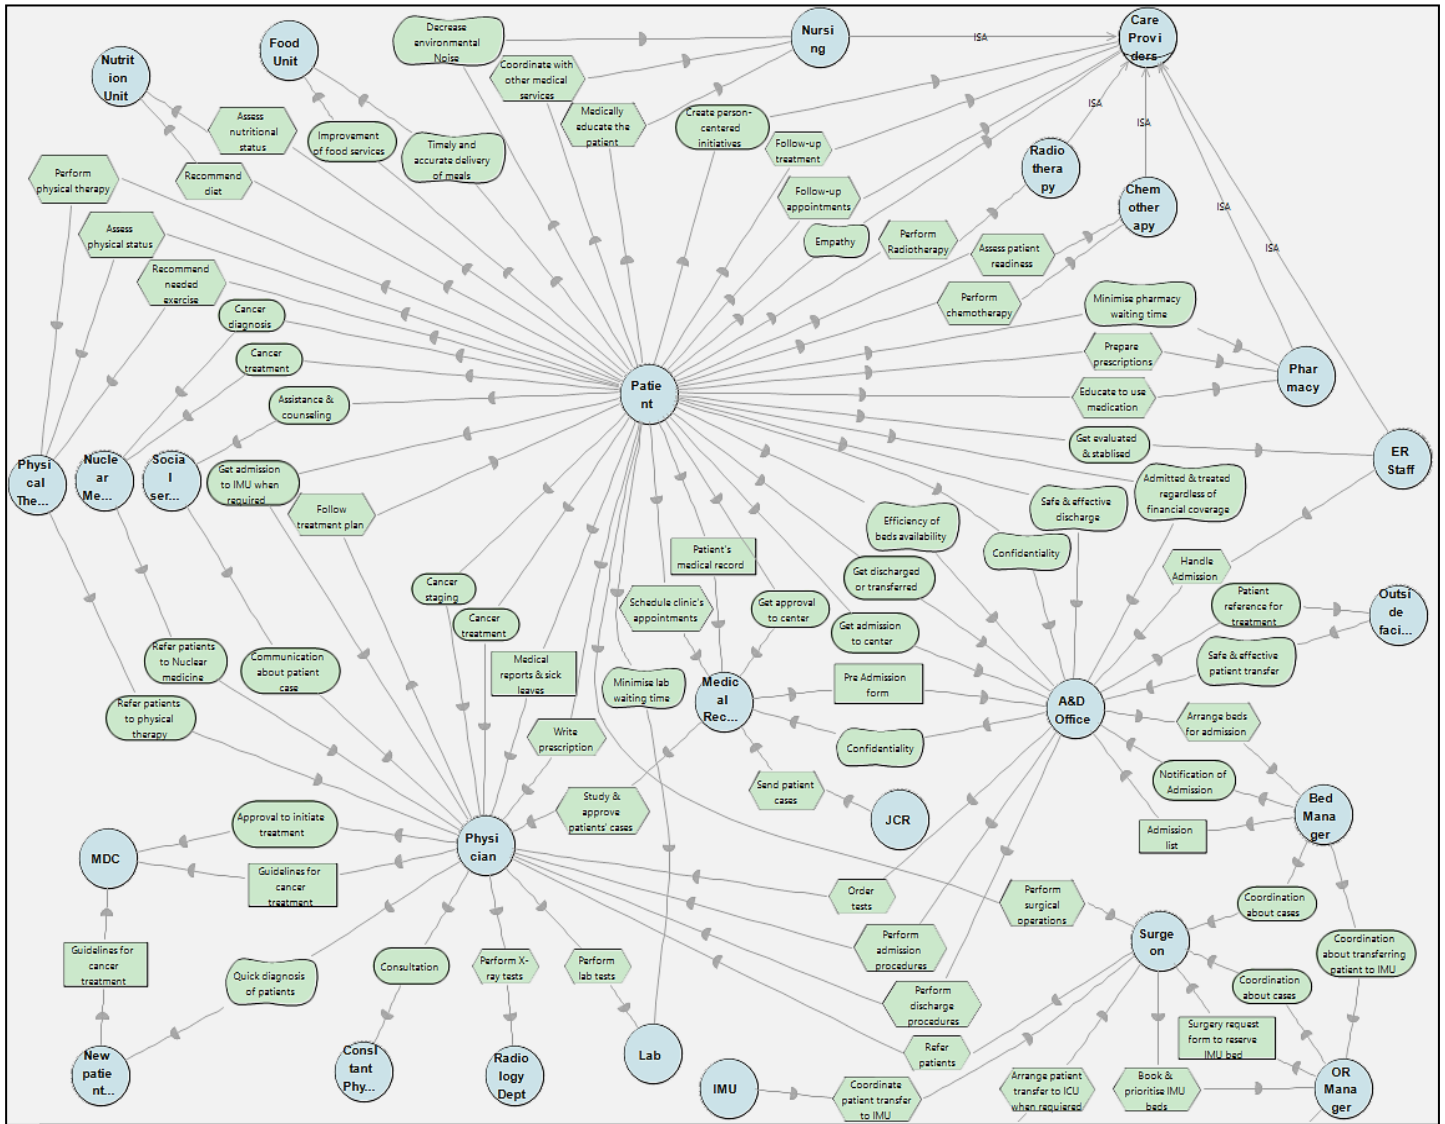 Decrease
environmental
Noise
Nursi
ng
ISA
Care
Provi
ders
Food
Unit
Nutrit
ion
Unit
Coordinate with
other medical
services
Assess
nutritional
status
Improvement
of food services
Timely and
accurate delivery
of meals
Medically
educate the
patient
Create person-
centered
initiatives
Follow-up
treatment
ISA
ISA
Radio
thera
py
Perform
physical therapy
Recommend
diet
Follow-up
appointments
Chem
other
apy
ISA
Assess
physical status
Empathy
Perform
Radiotherapy
Assess patient
readiness
ISA
Recommend
needed
exercise
Perform
chemotherapy
Minimise pharmacy
waiting time
Cancer
diagnosis
Cancer
treatment
Prepare
prescriptions
Phar
macy
Patie
nt
Assistance &
counseling
Educate to use
medication
Get evaluated
& stablised
ER
Staff
Physi
cal
The...
Nucle
ar
Me...
Socia
l
ser...
Get admission
to IMU when
required
Follow
treatment plan
Admitted & treated
regardless of
financial coverage
Safe & effective
discharge
Efficiency of
beds availability
Confidentiality
Patient's
medical record
Handle
Admission
Get discharged
or transferred
Cancer
staging
Schedule clinic's
appointments
Get approval
to center
Patient
reference for
treatment
Outsi
de
faci...
Cancer
treatment
Get admission
to center
Refer patients
to Nuclear
medicine
Communication
about patient
case
Medical
reports & sick
leaves
Minimise lab
waiting time
Safe & effective
patient transfer
Medic
al
Rec...
Pre Admission
form
A&D
Office
Refer patients
to physical
therapy
Arrange beds
for admission
Write
prescription
Confidentiality
Send patient
cases
Notification of
Admission
Study &
approve
patients' cases
Approval to initiate
treatment
Physi
cian
JCR
Admission
list
Bed
Mana
ger
MDC
Guidelines for
cancer
treatment
Order
tests
Perform
surgical
operations
Coordination
about cases
Perform
admission
procedures
Surge
on
Coordination
about transferring
patient to IMU
Guidelines for
cancer
treatment
Quick diagnosis
of patients
Consultation
Perform X-
ray tests
Perform
lab tests
Coordination
about cases
Perform
discharge
procedures
Surgery request
form to reserve
IMU bed
Refer
patients
New
patie
nt...
Consl
tant
Phy...
Radio
logy
Dept
Lab
IMU
Coordinate
patient transfer
to IMU
Arrange patient
transfer to ICU
when requiered
Book &
prioritise IMU
beds
OR
Mana
ger